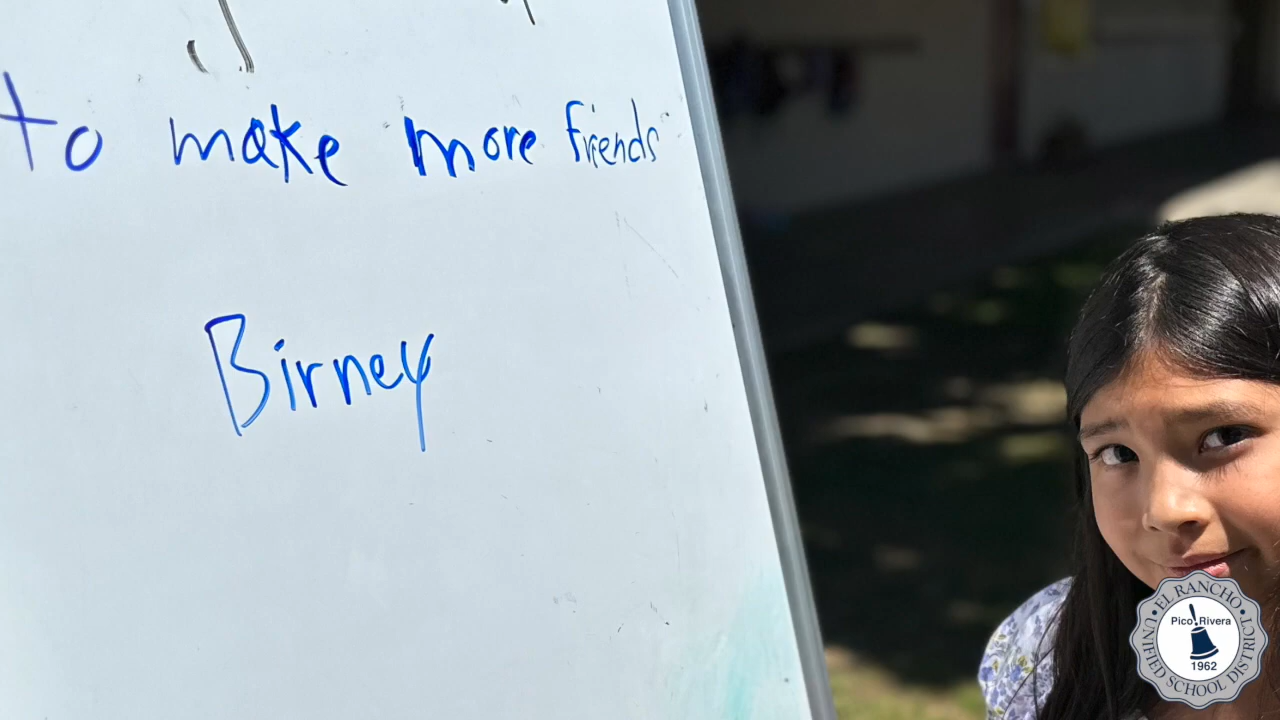 to make more friends
Birney
EL RANCHO
Pico Rivera
1962
UNIFIED SCHOOL DISTRICT